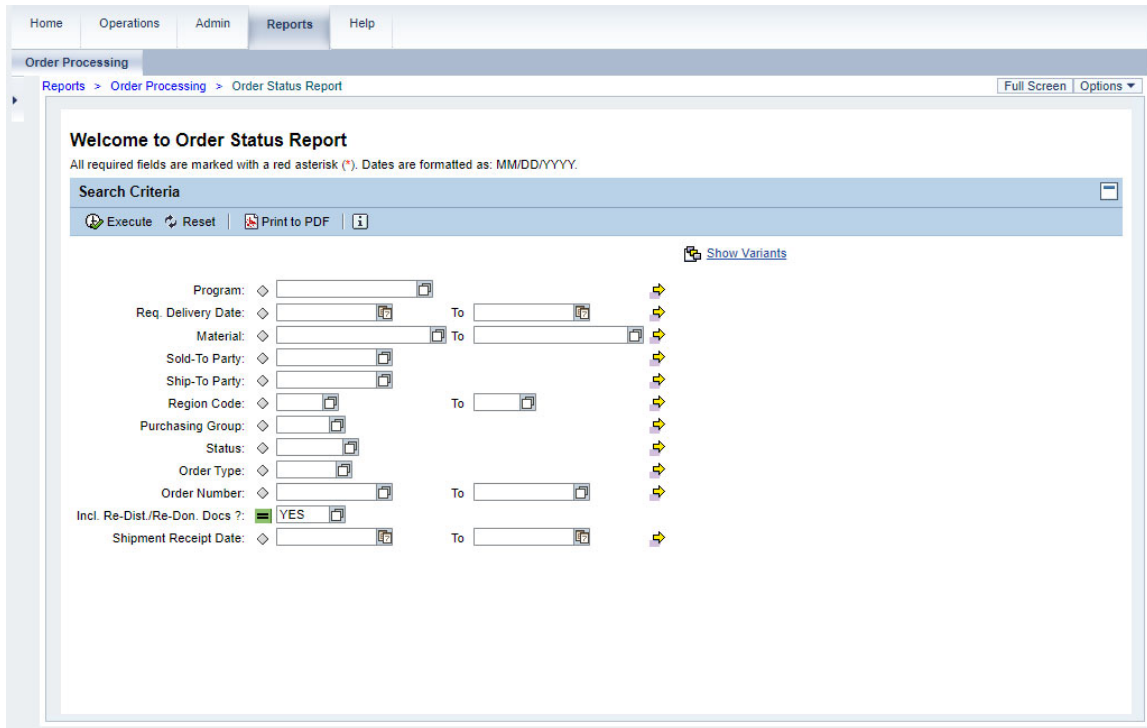 Home Operations Admin Reports Help
Order Processing
Reports > Order Processing > Order Status Report Full Screen Options
Welcome to Order Status Report
All required fields are marked with a red asterisk (*). Dates are formatted as: MM/DD/YYYY.
Search Criteria
Execute Reset Print to PDF
Show Variants
Program:
Req. Delivery Date: To
Material: To
Sold-To Party:
Ship-To Party:
Region Code: To
Purchasing Group:
Status:
Order Type:
Order Number: To
Incl. Re-Dist./Re-Don. Docs ?: YES
Shipment Receipt Date: To